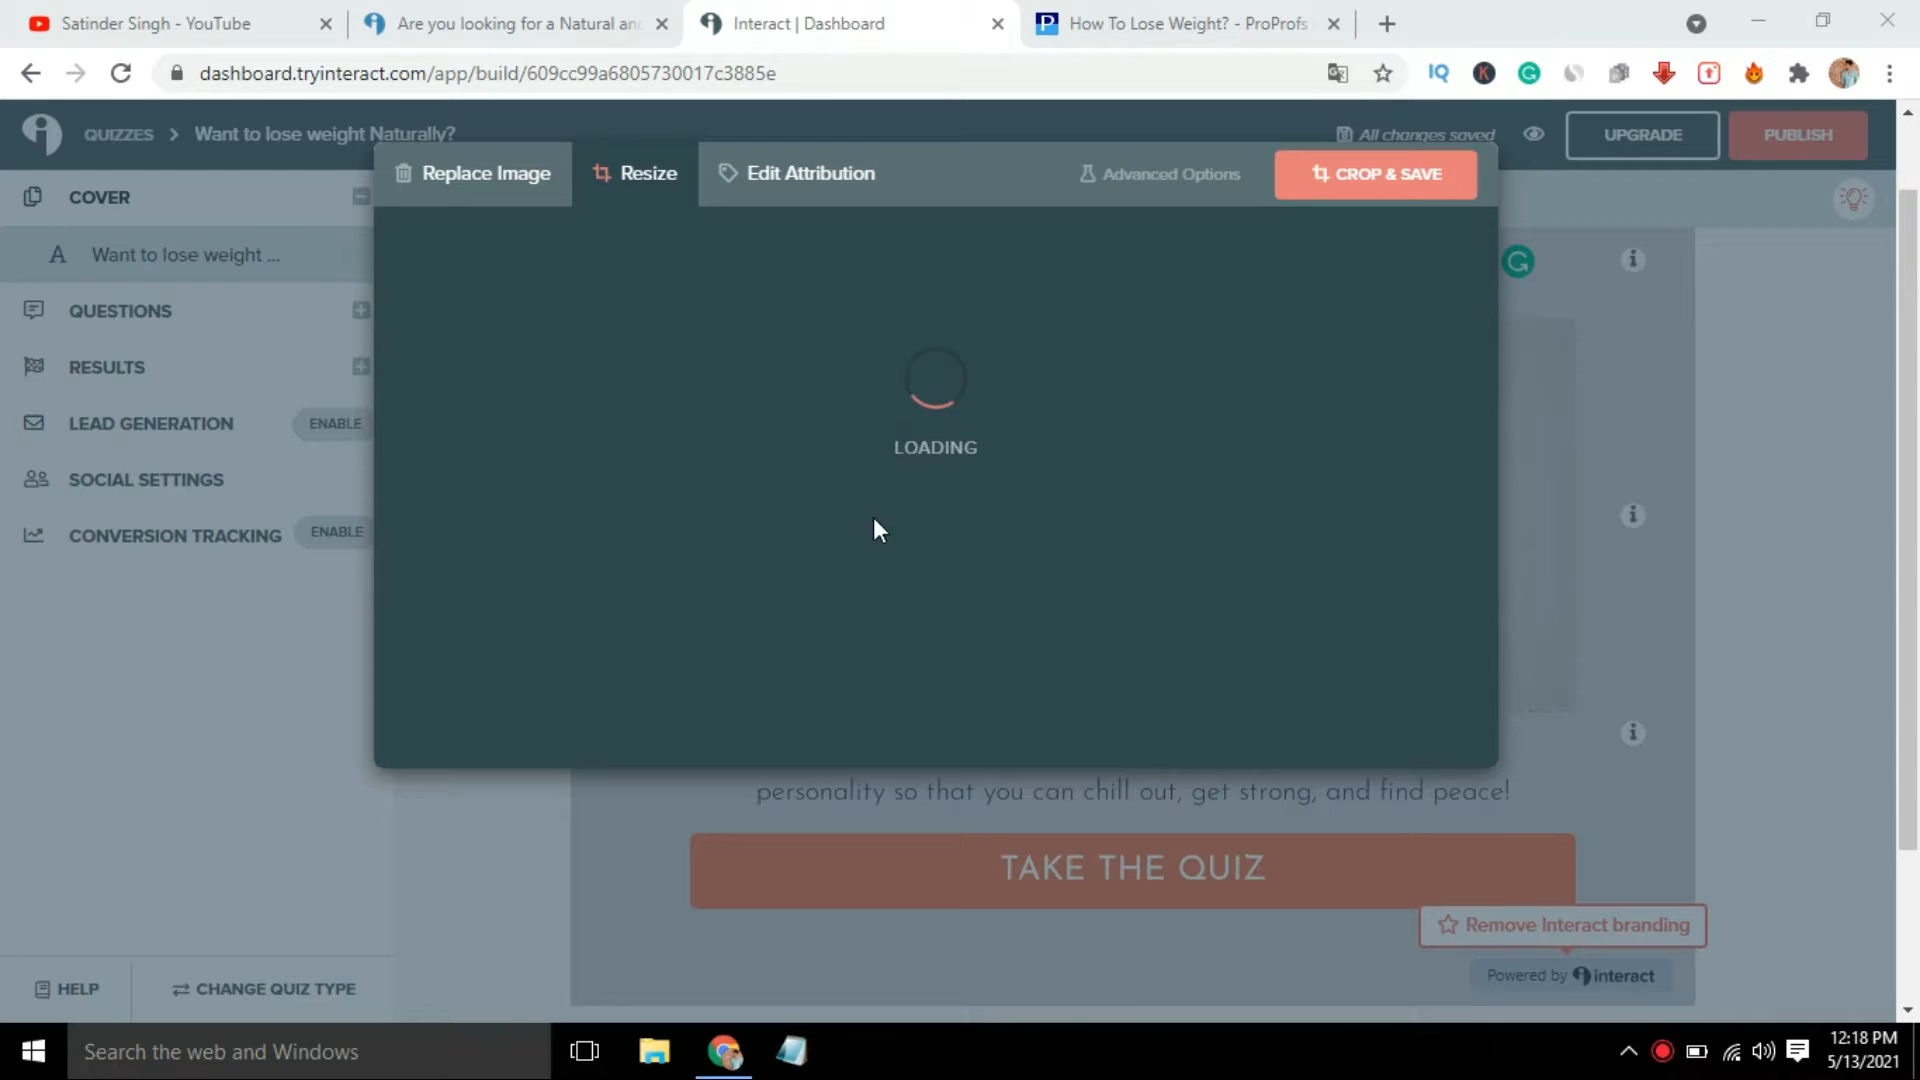 Satinder Singh - YouTube
Are you looking for a Natural an
Interact | Dashboard
How To Lose Weight? - ProProfs
dashboard.tryinteract.com/app/build/609cc99a6805730017c3885e
IQ
K
QUIZZES > Want to lose weight Naturally?
All changes saved
UPGRADE
PUBLISH
Replace Image
Resize
Edit Attribution
Advanced Options
CROP & SAVE
COVER
A Want to lose weight ...
QUESTIONS
RESULTS
LEAD GENERATION
ENABLE
SOCIAL SETTINGS
CONVERSION TRACKING
ENABLE
LOADING
personality so that you can chill out, get strong, and find peace!
TAKE THE QUIZ
Remove Interact branding
Powered by interact
HELP
CHANGE QUIZ TYPE
Search the web and Windows
12:18 PM
5/13/2021